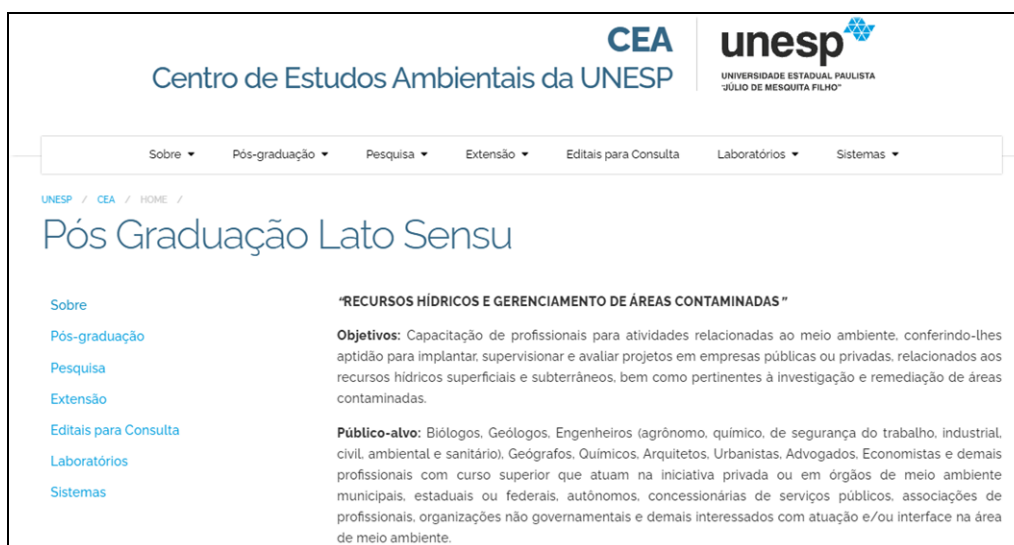 CEA
Centro de Estudos Ambientais da UNESP
unesp
UNIVERSIDADE ESTADUAL PAULISTA
"JÚLIO DE MESQUITA FILHO"
Sobre Pós-graduação Pesquisa Extensão Editais para Consulta Laboratórios Sistemas
UNESP / CEA / HOME /
Pós Graduação Lato Sensu
Sobre
Pós-graduação
Pesquisa
Extensão
Editais para Consulta
Laboratórios
Sistemas
"RECURSOS HÍDRICOS E GERENCIAMENTO DE ÁREAS CONTAMINADAS"
Objetivos: Capacitação de profissionais para atividades relacionadas ao meio ambiente, conferindo-lhes
aptidão para implantar, supervisionar e avaliar projetos em empresas públicas ou privadas, relacionados aos
recursos hídricos superficiais e subterrâneos, bem como pertinentes à investigação e remediação de áreas
contaminadas.
Público-alvo: Biólogos, Geólogos, Engenheiros (agrônomo, químico, de segurança do trabalho, industrial,
civil, ambiental e sanitário), Geógrafos, Químicos, Arquitetos, Urbanistas, Advogados, Economistas e demais
profissionais com curso superior que atuam na iniciativa privada ou em órgãos de meio ambiente
municipais, estaduais ou federais, autônomos, concessionárias de serviços públicos, associações de
profissionais, organizações não governamentais e demais interessados com atuação e/ou interface na área
de meio ambiente.